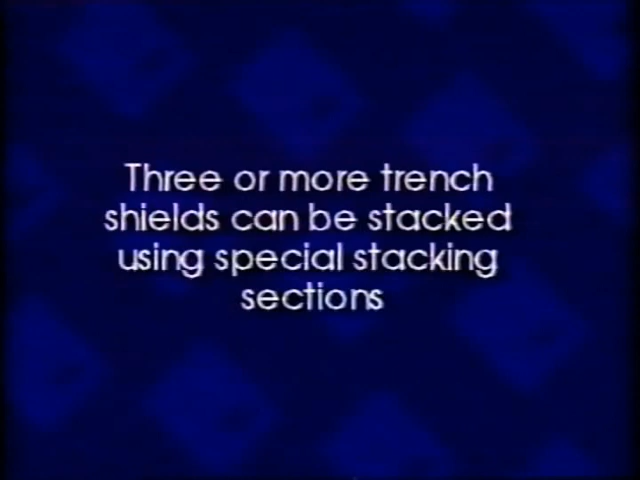 Three or more trench
shields can be stacked
using special stacking
sections